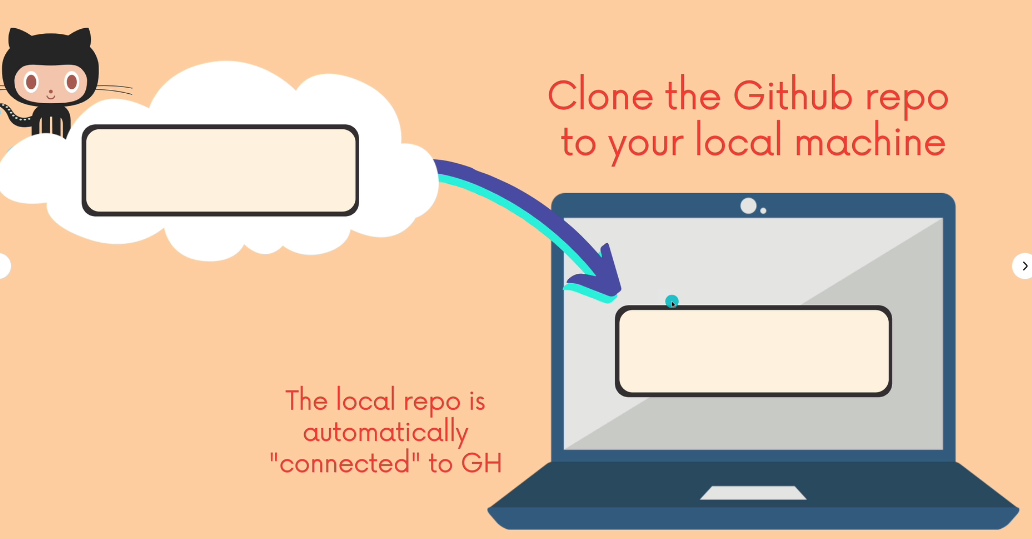 Clone the Github repo
to your local machine
The local repo is
automatically
"connected" to GH